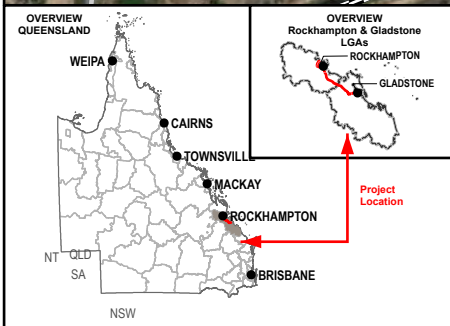 OVERVIEW
QUEENSLAND
WEIPA
CAIRNS
TOWNSVILLE
MACKAY
ROCKHAMPTON
BRISBANE
NT
QLD
SA
NSW
OVERVIEW
Rockhampton & Gladstone
LGAs
ROCKHAMPTON
GLADSTONE
Project
Location